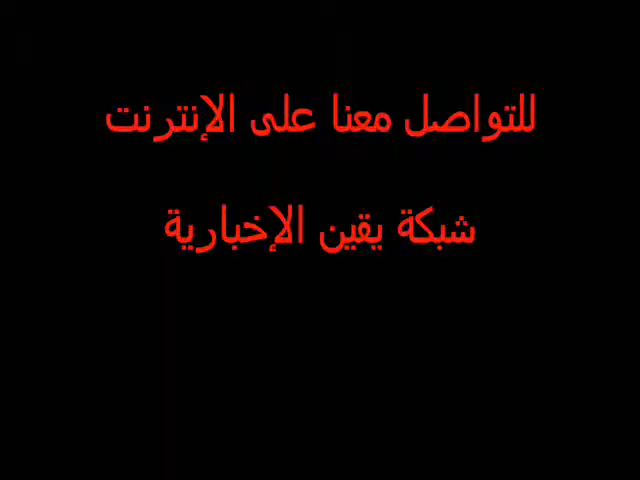 للتواصل معنا على الإنترنت
شبكة يقين الإخبارية